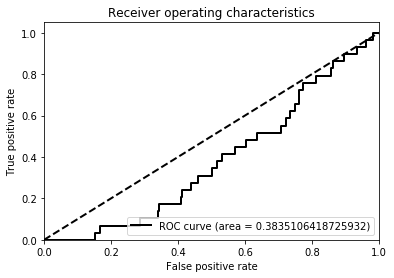 Receiver operating characteristics
True positive rate
1.0
0.8
0.6
0.4
0.2
0.0
ROC curve (area = 0.3835106418725932)
0.0 0.2 0.4 0.6 0.8 1.0
False positive rate